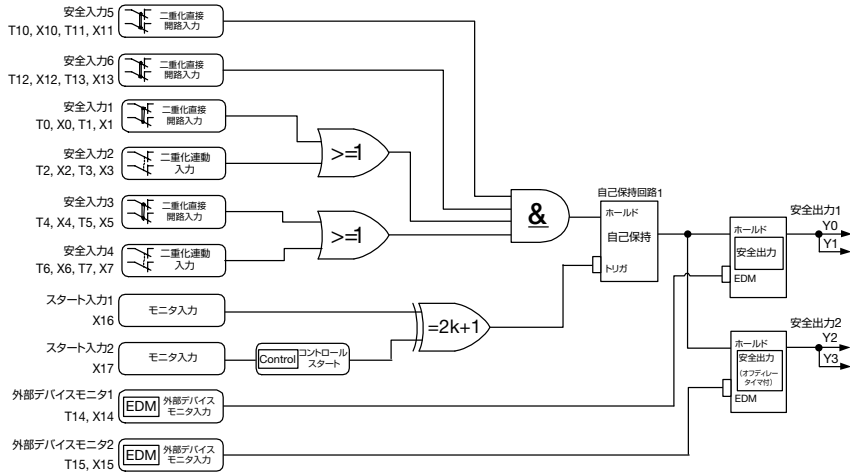 安全入力5
T10, X10, T11, X11
二重化直接
開路入力
安全入力6
T12, X12, T13, X13
二重化直接
開路入力
安全入力1
T0, X0, T1, X1
二重化直接
開路入力
安全入力2
T2, X2, T3, X3
二重化連動
入力
安全入力3
T4, X4, T5, X5
二重化直接
開路入力
安全入力4
T6, X6, T7, X7
二重化連動
入力
スタート入力1
X16
モニタ入力
スタート入力2
X17
モニタ入力
Control
コントロール
スタート
外部デバイスモニタ1
T14, X14
EDM
外部デバイス
モニタ入力
外部デバイスモニタ2
T15, X15
EDM
外部デバイス
モニタ入力
>=1
>=1
=2k+1
&
自己保持回路1
ホールド
自己保持
トリガ
安全出力1
ホールド
安全出力
EDM
Y0
Y1
安全出力2
ホールド
安全出力
(オフディレー
タイマ付)
EDM
Y2
Y3